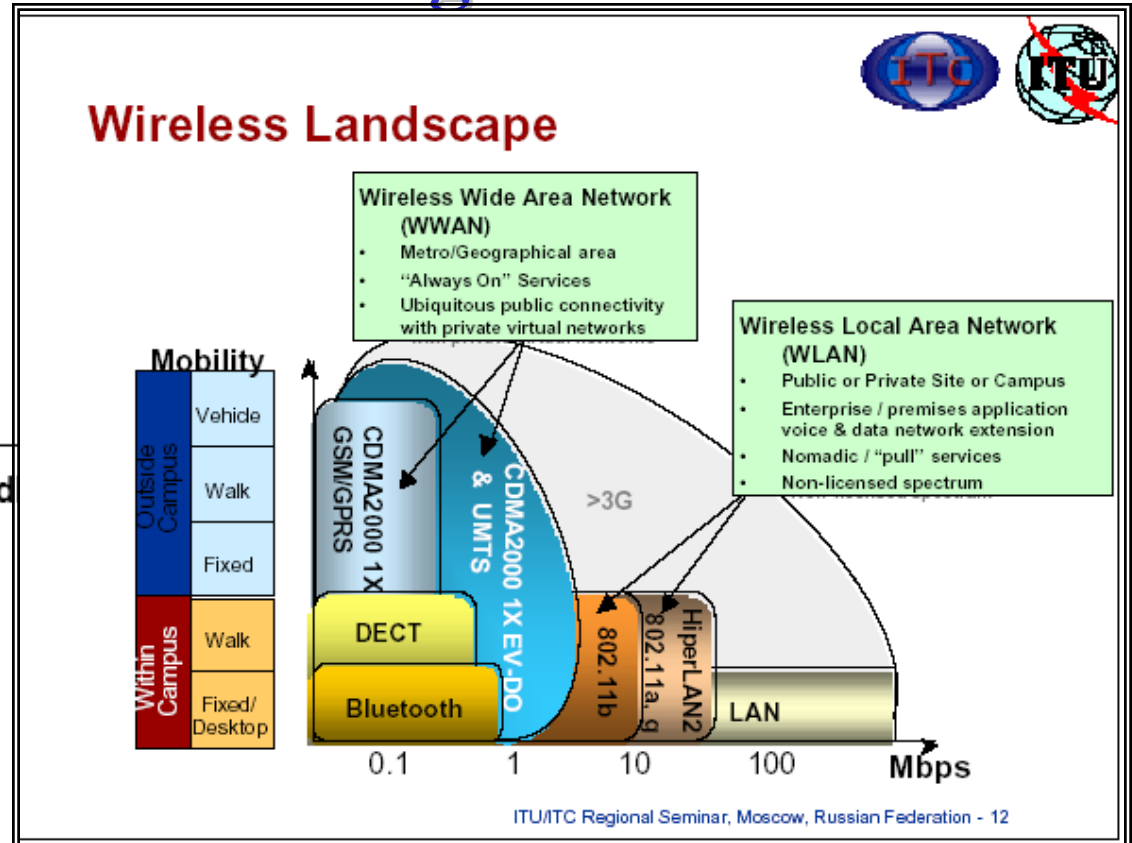 ITC
ITU
Wireless Landscape
Wireless Wide Area Network
(WWAN)
• Metro/Geographical area
• “Always On” Services
• Ubiquitous public connectivity
with private virtual networks
Wireless Local Area Network
(WLAN)
• Public or Private Site or Campus
• Enterprise / premises application
voice & data network extension
• Nomadic / “pull” services
• Non-licensed spectrum
Mobility
Outside
Campus
Vehicle
Walk
Fixed
Within
Campus
Walk
Fixed/
Desktop
CDMA2000 1X
GSM/GPRS
CDMA2000 1X EV-DO
& UMTS
>3G
DECT
Bluetooth
802.11b
HiperLAN2
802.11a, g
LAN
0.1
1
10
100
Mbps
ITU/ITC Regional Seminar, Moscow, Russian Federation - 12